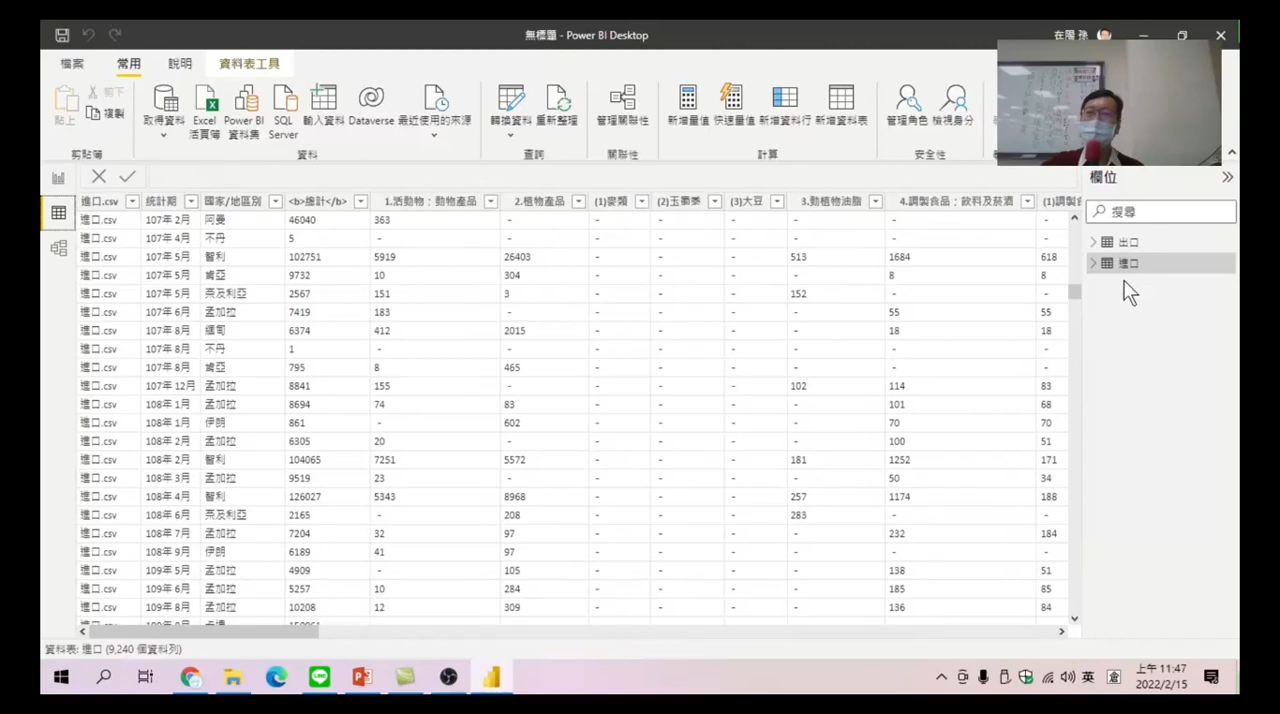 無標題 - Power BI Desktop
在陽 孫
檔案 常用 說明 資料表工具
貼上 剪下 複製 取得資料 Excel 活頁簿 Power BI 資料集 SQL Server 輸入資料 Dataverse 最近使用的來源 轉換資料 重新整理 管理關聯性 新增量值 快速量值 新增資料行 新增資料表 管理角色 檢視身分
剪貼簿 資料 查詢 關聯性 計算 安全性
欄位
搜尋
出口
進口
進口.csv 統計期 國家/地區別 <b>總計</b> 1.活動物；動物產品 2.植物產品 (1)麥類 (2)玉蜀黍 (3)大豆 3.動植物油脂 4.調製食品；飲料及菸酒 (1)調製食
進口.csv 107年 2月 阿曼 46040 363 - - - - - - -
進口.csv 107年 4月 不丹 5 - - - - - - - -
進口.csv 107年 5月 智利 102751 5919 26403 - - - 513 1684 618
進口.csv 107年 5月 肯亞 9732 10 304 - - - - 8 8
進口.csv 107年 5月 奈及利亞 2567 151 3 - - - 152 - -
進口.csv 107年 6月 孟加拉 7419 183 - - - - - 55 55
進口.csv 107年 8月 緬甸 6374 412 2015 - - - - 18 18
進口.csv 107年 8月 不丹 1 - - - - - - - -
進口.csv 107年 8月 肯亞 795 8 465 - - - - - -
進口.csv 107年 12月 孟加拉 8841 155 - - - - 102 114 83
進口.csv 108年 1月 孟加拉 8694 74 83 - - - - 101 68
進口.csv 108年 1月 伊朗 861 - 602 - - - - 70 70
進口.csv 108年 2月 孟加拉 6305 20 - - - - - 100 51
進口.csv 108年 2月 智利 104065 7251 5572 - - - 181 1252 171
進口.csv 108年 3月 孟加拉 9519 23 - - - - - 50 34
進口.csv 108年 4月 智利 126027 5343 8968 - - - 257 1174 188
進口.csv 108年 6月 奈及利亞 2165 - 208 - - - 283 - -
進口.csv 108年 7月 孟加拉 7204 32 97 - - - - 232 184
進口.csv 108年 9月 伊朗 6189 41 97 - - - - - -
進口.csv 109年 5月 孟加拉 4909 - 105 - - - - 138 51
進口.csv 109年 6月 孟加拉 5257 10 284 - - - - 185 85
進口.csv 109年 8月 孟加拉 10208 12 309 - - - - 136 84
資料表: 進口 (9,240 個資料列)
英 倉 上午 11:47
2022/2/15